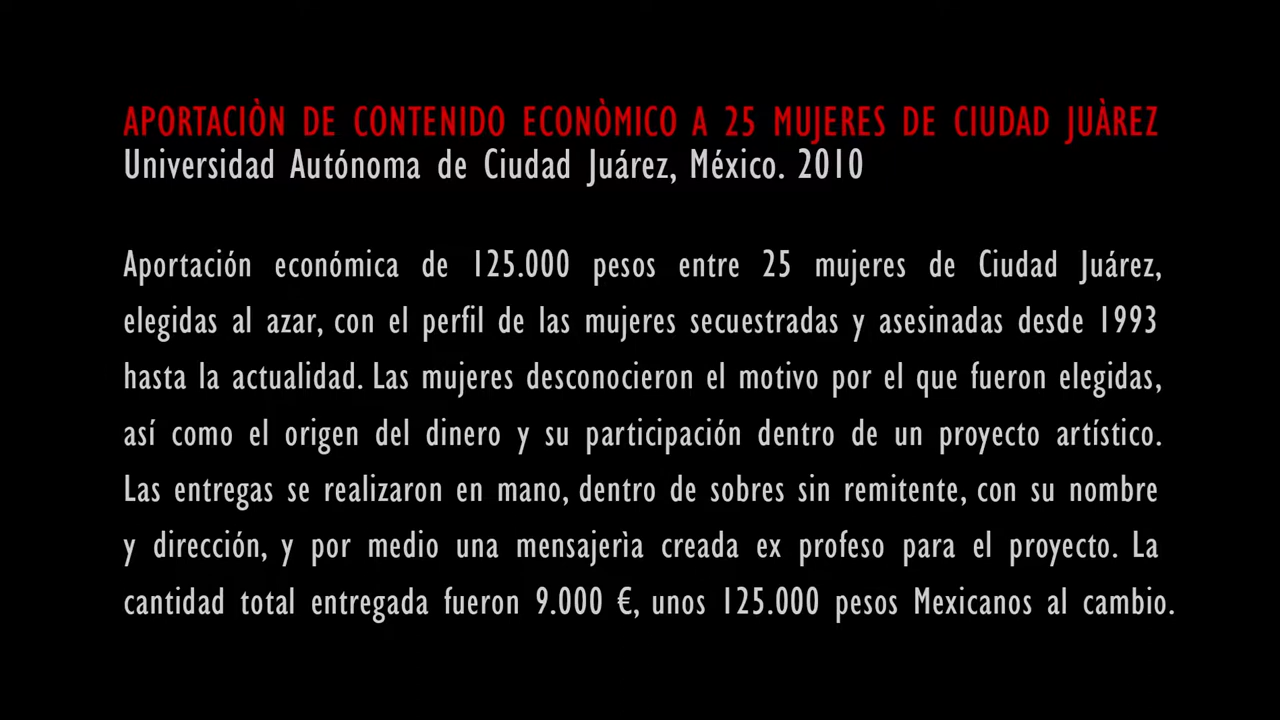 APORTACIÒN DE CONTENIDO ECONÒMICO A 25 MUJERES DE CIUDAD JUÀREZ
Universidad Autónoma de Ciudad Juárez, México. 2010
Aportación económica de 125.000 pesos entre 25 mujeres de Ciudad Juárez,
elegidas al azar, con el perfil de las mujeres secuestradas y asesinadas desde 1993
hasta la actualidad. Las mujeres desconocieron el motivo por el que fueron elegidas,
así como el origen del dinero y su participación dentro de un proyecto artístico.
Las entregas se realizaron en mano, dentro de sobres sin remitente, con su nombre
y dirección, y por medio una mensajerìa creada ex profeso para el proyecto. La
cantidad total entregada fueron 9.000 €, unos 125.000 pesos Mexicanos al cambio.